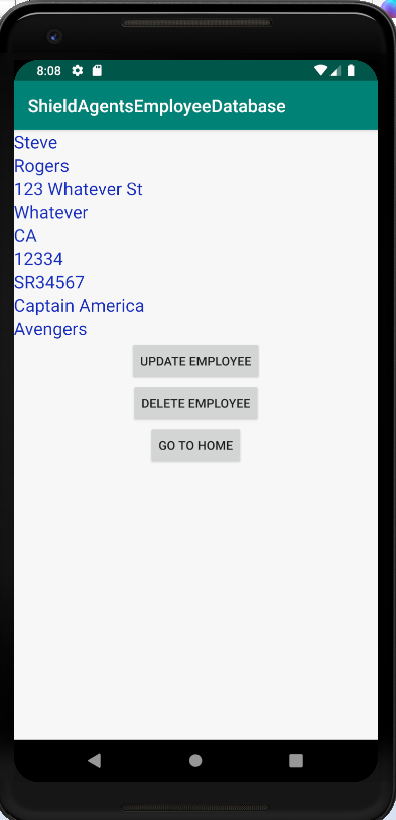 8:08
ShieldAgentsEmployeeDatabase
Steve
Rogers
123 Whatever St
Whatever
CA
12334
SR34567
Captain America
Avengers
UPDATE EMPLOYEE
DELETE EMPLOYEE
GO TO HOME